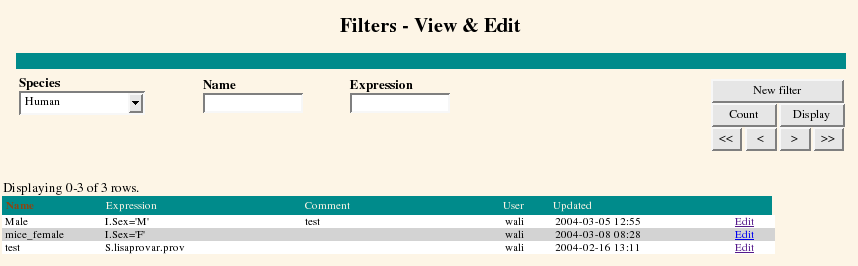 Filters - View & Edit
Species Name Expression
Human
New filter
Count Display
<< < > >>
Displaying 0-3 of 3 rows.
Name Expression Comment User Updated
Male I.Sex='M' test wali 2004-03-05 12:55 Edit
mice_female I.Sex='F' wali 2004-03-08 08:28 Edit
test S.lisaprovar.prov wali 2004-02-16 13:11 Edit